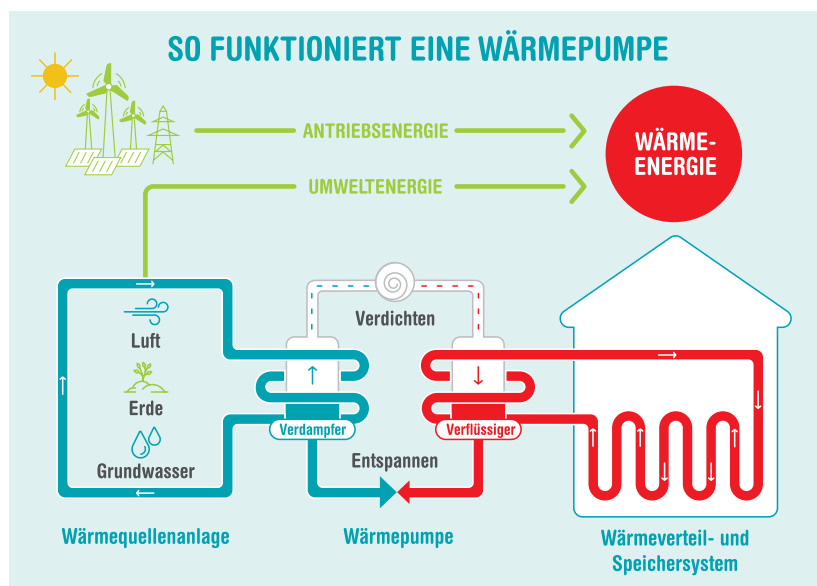 SO FUNKTIONIERT EINE WÄRMEPUMPE
ANTRIEBSENERGIE
UMWELTENERGIE
WÄRME-
ENERGIE
Luft
Erde
Grundwasser
Verdichten
Verdampfer
Verflüssiger
Entspannen
Wärmequellenanlage
Wärmepumpe
Wärmeverteil- und
Speichersystem